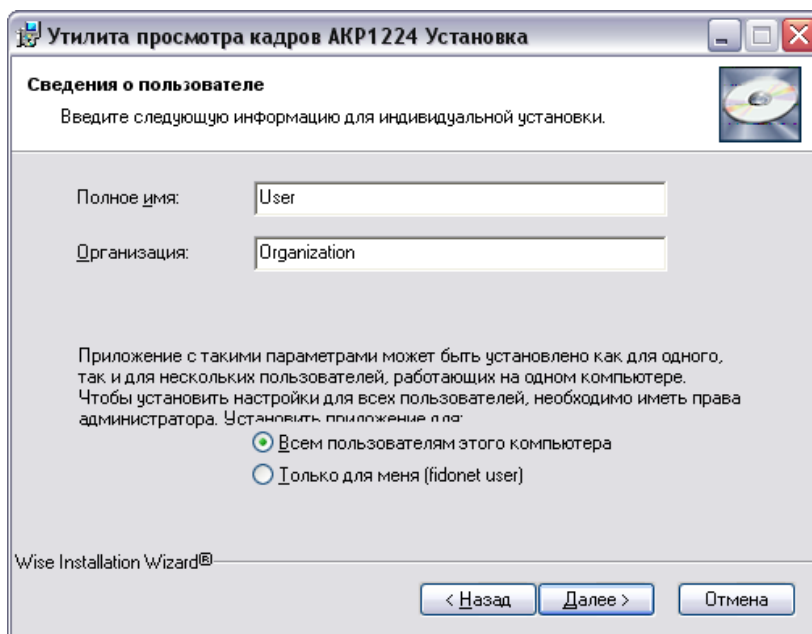 Утилита просмотра кадров АКР1224 Установка
Сведения о пользователе
Введите следующую информацию для индивидуальной установки.
Полное имя:
User
Организация:
Organization
Приложение с такими параметрами может быть установлено как для одного,
так и для нескольких пользователей, работающих на одном компьютере.
Чтобы установить настройки для всех пользователей, необходимо иметь права
администратора. Установить приложение для:
Всем пользователям этого компьютера
Только для меня (fidonet user)
Wise Installation Wizard®
< Назад
Далее >
Отмена